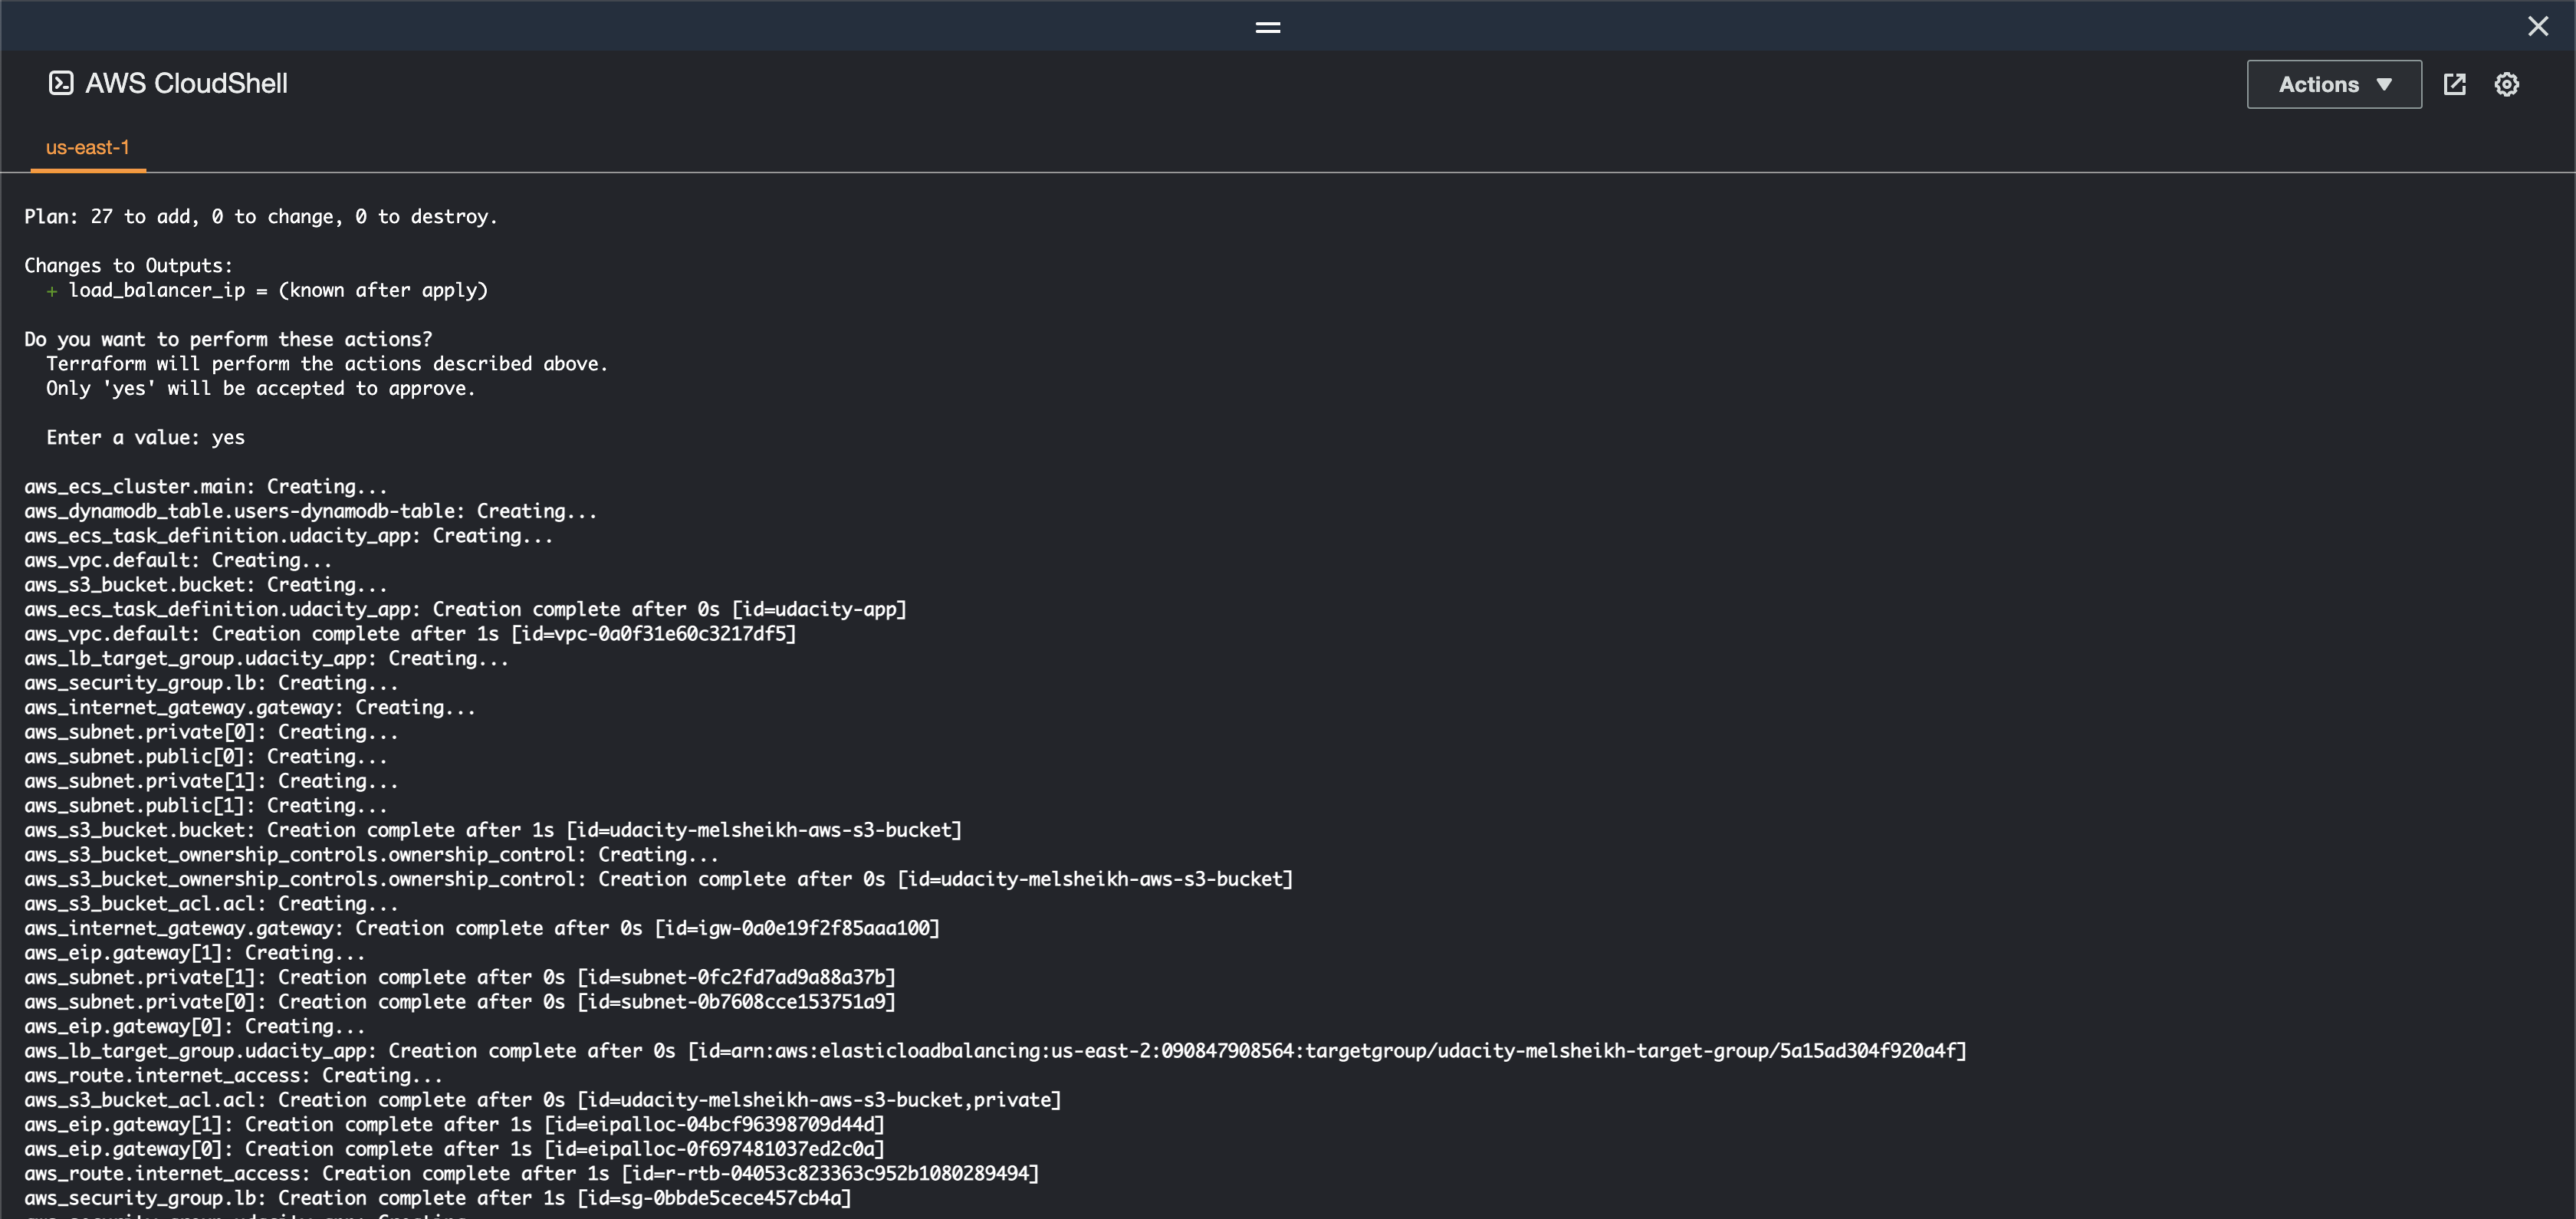 AWS CloudShell
Actions
us-east-1
Plan: 27 to add, 0 to change, 0 to destroy.
Changes to Outputs:
+ load_balancer_ip = (known after apply)
Do you want to perform these actions?
Terraform will perform the actions described above.
Only 'yes' will be accepted to approve.
Enter a value: yes
aws_ecs_cluster.main: Creating...
aws_dynamodb_table.users-dynamodb-table: Creating...
aws_ecs_task_definition.udacity_app: Creating...
aws_vpc.default: Creating...
aws_s3_bucket.bucket: Creating...
aws_ecs_task_definition.udacity_app: Creation complete after 0s [id=udacity-app]
aws_vpc.default: Creation complete after 1s [id=vpc-0a0f31e60c3217df5]
aws_lb_target_group.udacity_app: Creating...
aws_security_group.lb: Creating...
aws_internet_gateway.gateway: Creating...
aws_subnet.private[0]: Creating...
aws_subnet.public[0]: Creating...
aws_subnet.private[1]: Creating...
aws_subnet.public[1]: Creating...
aws_s3_bucket.bucket: Creation complete after 1s [id=udacity-melsheikh-aws-s3-bucket]
aws_s3_bucket_ownership_controls.ownership_control: Creating...
aws_s3_bucket_ownership_controls.ownership_control: Creation complete after 0s [id=udacity-melsheikh-aws-s3-bucket]
aws_s3_bucket_acl.acl: Creating...
aws_internet_gateway.gateway: Creation complete after 0s [id=igw-0a0e19f2f85aaa100]
aws_eip.gateway[1]: Creating...
aws_subnet.private[1]: Creation complete after 0s [id=subnet-0fc2fd7ad9a88a37b]
aws_subnet.private[0]: Creation complete after 0s [id=subnet-0b7608cce153751a9]
aws_eip.gateway[0]: Creating...
aws_lb_target_group.udacity_app: Creation complete after 0s [id=arn:aws:elasticloadbalancing:us-east-2:090847908564:targetgroup/udacity-melsheikh-target-group/5a15ad304f920a4f]
aws_route.internet_access: Creating...
aws_s3_bucket_acl.acl: Creation complete after 0s [id=udacity-melsheikh-aws-s3-bucket,private]
aws_eip.gateway[1]: Creation complete after 1s [id=eipalloc-04bcf96398709d44d]
aws_eip.gateway[0]: Creation complete after 1s [id=eipalloc-0f697481037ed2c0a]
aws_route.internet_access: Creation complete after 1s [id=r-rtb-04053c823363c952b1080289494]
aws_security_group.lb: Creation complete after 1s [id=sg-0bbde5cece457cb4a]